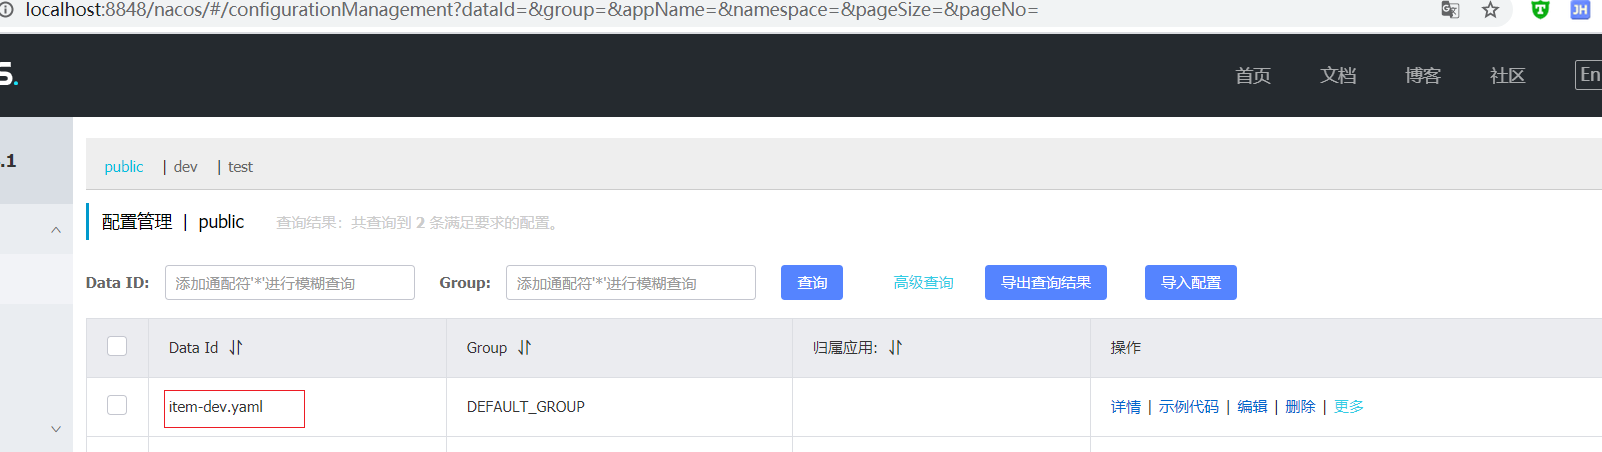 localhost:8848/nacos/#/configurationManagement?dataId=&group=&appName=&namespace=&pageSize=&pageNo=
T JH
S. 首页 文档 博客 社区 En
.1
public | dev | test
配置管理 | public 查询结果：共查询到 2 条满足要求的配置。
Data ID: 添加通配符'*'进行模糊查询 Group: 添加通配符'*'进行模糊查询 查询 高级查询 导出查询结果 导入配置
Data Id Group 归属应用: 操作
item-dev.yaml DEFAULT_GROUP 详情 | 示例代码 | 编辑 | 删除 | 更多